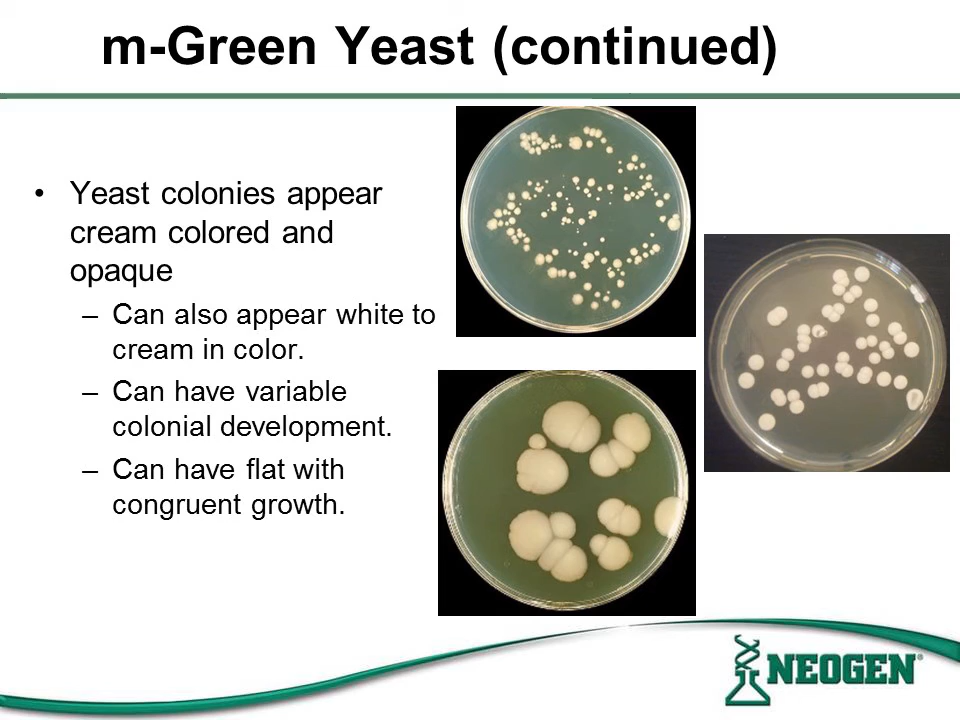 m-Green Yeast (continued)
• Yeast colonies appear
cream colored and
opaque
– Can also appear white to
cream in color.
– Can have variable
colonial development.
– Can have flat with
congruent growth.
NEOGEN®